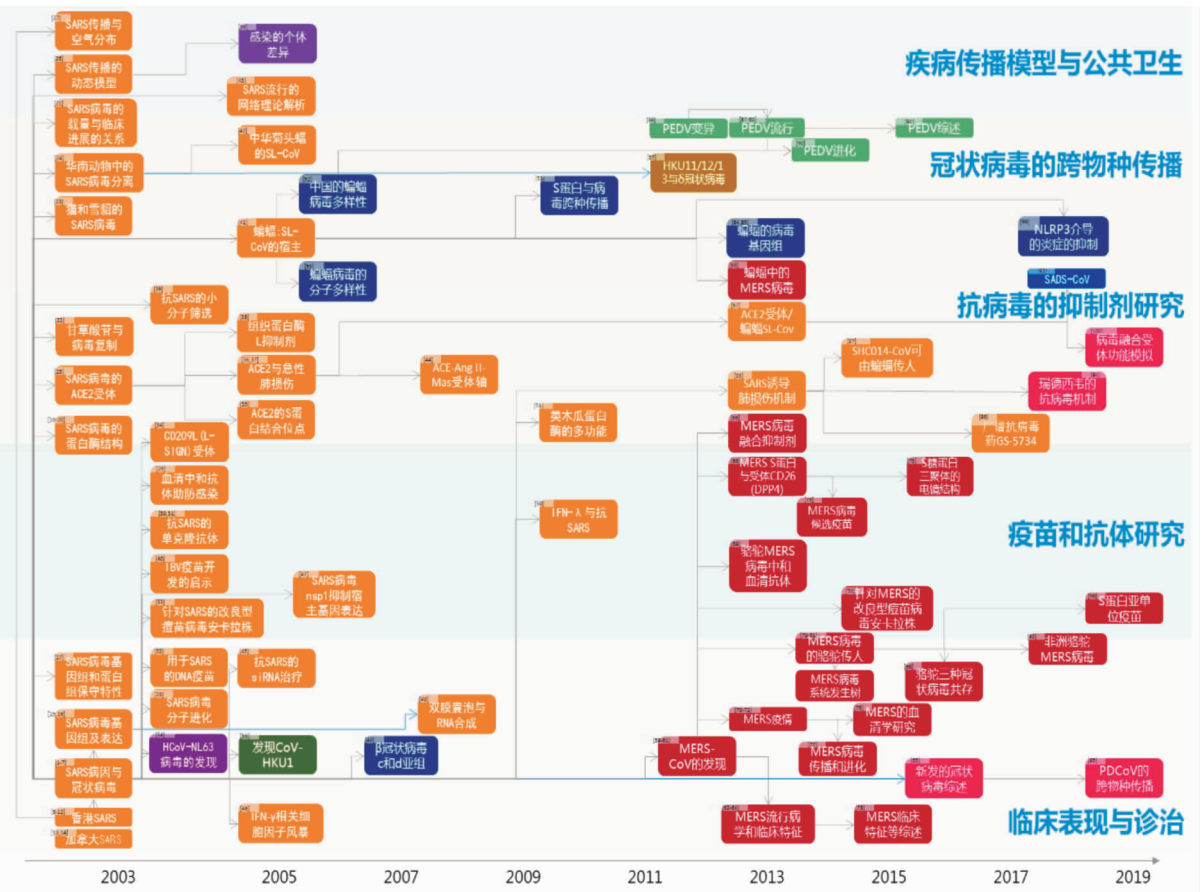 SARS传播与
空气分布
SARS传播的
动态模型
感染的个体
差异
疾病传播模型与公共卫生
SARS流行的
网络理论解析
SARS病毒的
载量与临床
进展的关系
中华菊头蝠
的SL-CoV
PEDV变异
PEDV流行
PEDV综述
PEDV进化
华南动物中的
SARS病毒分离
HKU11/12/1
3与δ冠状病毒
冠状病毒的跨物种传播
中国的蝙蝠
病毒多样性
S蛋白与病
毒跨种传播
猫和雪貂的
SARS病毒
蝙蝠:SL-
CoV的宿主
蝙蝠的病毒
基因组
NLRP3介导
的炎症的抑制
蝙蝠病毒的
分子多样性
蝙蝠中的
MERS病毒
SADS-CoV
抗病毒的抑制剂研究
抗SARS的小
分子筛选
甘草酸苷与
病毒复制
组织蛋白酶
L抑制剂
ACE2受体/
蝙蝠SL-Cov
病毒融合受
体功能模拟
SARS病毒的
ACE2受体
ACE2与急性
肺损伤
ACE-AngⅡ-
Mas受体轴
SHC014-CoV可
由蝙蝠传人
SARS诱导
肺损伤机制
瑞德西韦的
抗病毒机制
SARS病毒的
蛋白酶结构
ACE2的S蛋
白结合位点
类木瓜蛋白
酶的多功能
CD209L(L-
SIGN)受体
MERS病毒
融合抑制剂
广谱抗病毒
药GS-5734
血清中和抗
体助防感染
MERS S蛋白
与受体CD26
(DPP4)
S糖蛋白
三聚体的
电镜结构
抗SARS的
单克隆抗体
IFN-λ与抗
SARS
MERS病毒
候选疫苗
疫苗和抗体研究
IBV疫苗开
发的启示
SARS病毒
nsp1抑制宿
主基因表达
骆驼MERS
病毒中和
血清抗体
针对SARS的改良型
痘苗病毒安卡拉株
针对MERS的
改良型痘苗病
毒安卡拉株
S蛋白亚单
位疫苗
SARS病毒基
因组和蛋白
组保守特性
用于SARS
的DNA疫苗
抗SARS的
siRNA治疗
MERS病毒
的骆驼传人
非洲骆驼
MERS病毒
MERS病毒
系统发生树
骆驼三种冠
状病毒共存
SARS病毒
分子进化
SARS病毒基
因组及表达
双膜囊泡与
RNA合成
MERS疫情
MERS的血
清学研究
HCoV-NL63
病毒的发现
发现CoV-
HKU1
β冠状病毒
c和d亚组
MERS-
CoV的发现
MERS病毒
传播和进化
SARS病因与
冠状病毒
新发的冠状
病毒综述
PDCoV的
跨物种传播
香港SARS
加拿大SARS
IFN-γ相关细
胞因子风暴
MERS流行病
学和临床特征
MERS临床
特征等综述
临床表现与诊治
2003
2005
2007
2009
2011
2013
2015
2017
2019